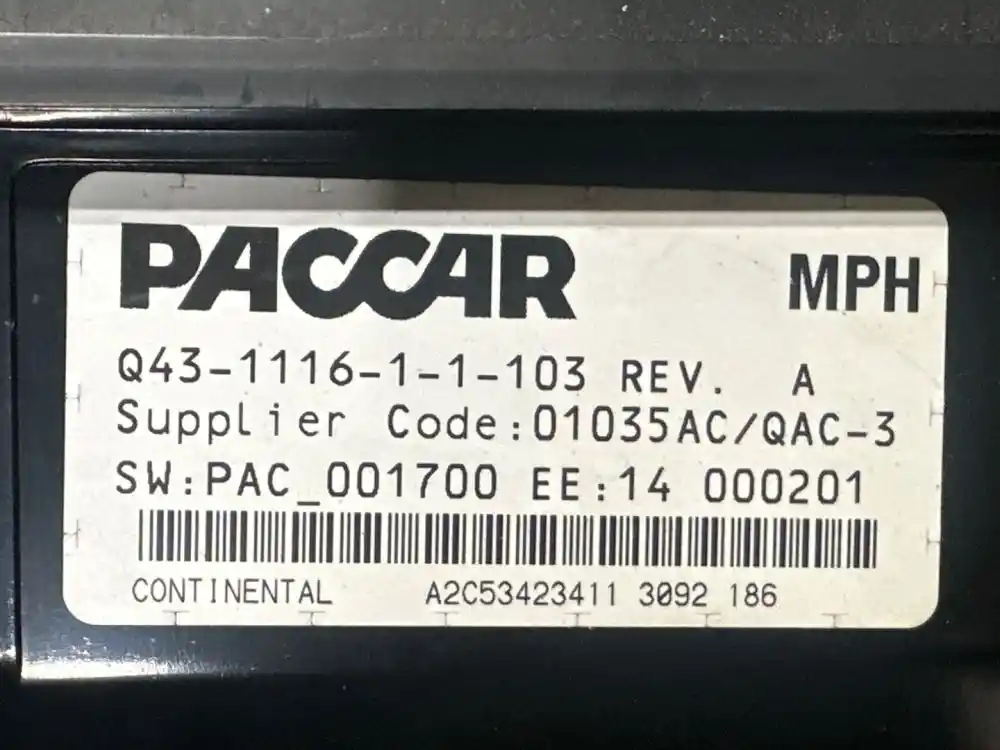 PACCAR MPH
Q43-1116-1-1-103 REV. A
Supplier Code:01035AC/QAC-3
SW:PAC_001700 EE:14 000201
CONTINENTAL A2C53423411 3092 186